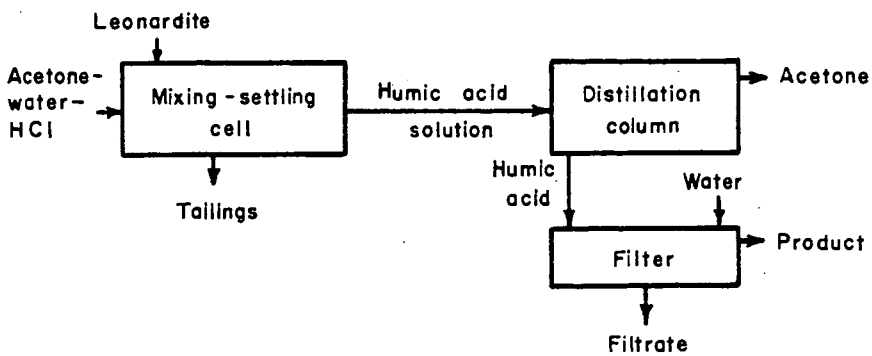 Leonardite
Acetone-
water-
HCl
Mixing-settling
cell
Humic acid
solution
Distillation
column
Acetone
Tailings
Humic
acid
Water
Filter
Product
Filtrate